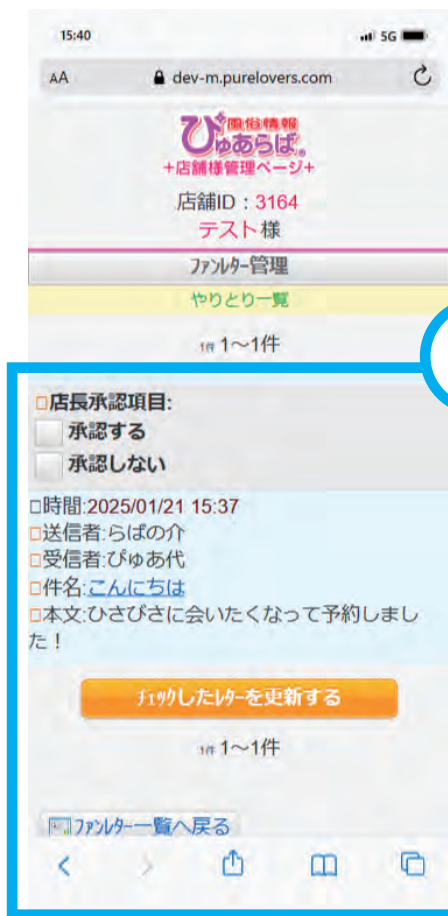 15:40
5G
AA dev-m.purelovers.com
風俗情報
ぴゅあらば®
+店舗様管理ページ+
店舗ID：3164
テスト様
ﾌｧﾝﾚﾀｰ管理
やりとり一覧
1件 1〜1件
□店長承認項目:
承認する
承認しない
□時間:2025/01/21 15:37
□送信者:らばの介
□受信者:ぴゅあ代
□件名:こんにちは
□本文:ひさびさに会いたくなって予約しまし
た！
ﾁｪｯｸしたﾚﾀｰを更新する
1件 1〜1件
ﾌｧﾝﾚﾀｰ一覧へ戻る